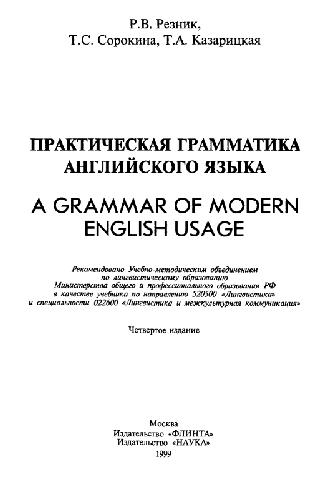 Р.В. Резник,
Т.С. Сорокина, Т.А. Казарицкая
ПРАКТИЧЕСКАЯ ГРАММАТИКА
АНГЛИЙСКОГО ЯЗЫКА
A GRAMMAR OF MODERN
ENGLISH USAGE
Рекомендовано Учебно-методическим объединением
по лингвистическому образованию
Министерства общего и профессионального образования РФ
в качестве учебника по направлению 520500 «Лингвистика»
и специальности 022600 «Лингвистика и межкультурная коммуникация»
Четвертое издание
Москва
Издательство «ФЛИНТА»
Издательство «НАУКА»
1999